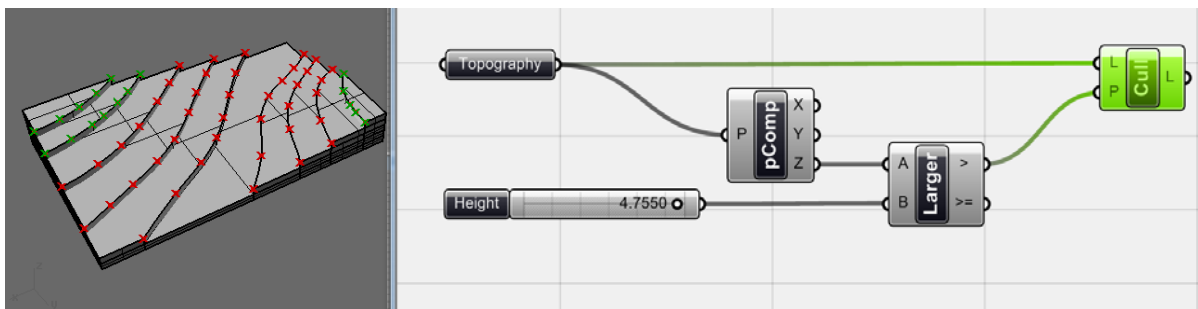 Topography
L
P
Cull
L
P
pComp
X
Y
Z
A
B
Larger
>
>=
Height
4.7550
z
x
y